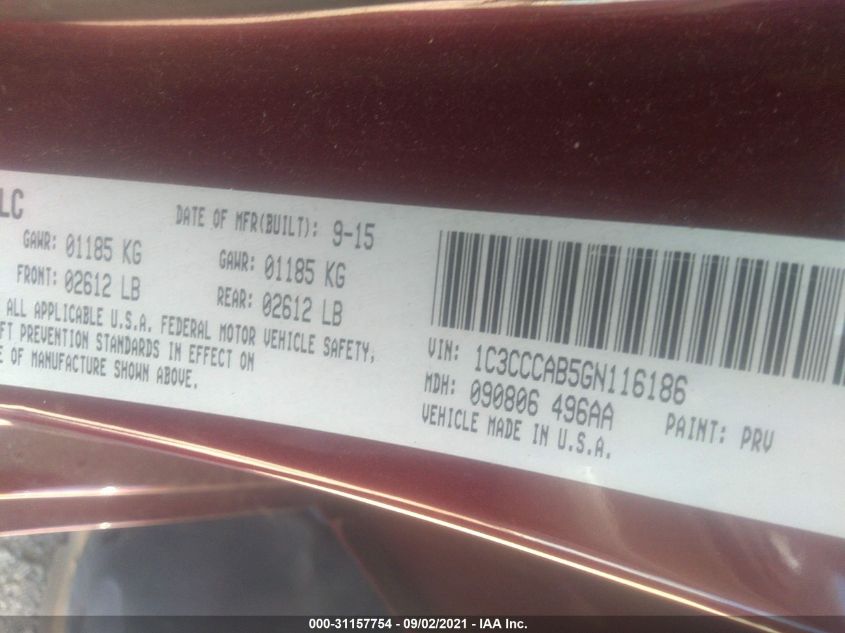 LC
DATE OF MFR(BUILT): 9-15
GAWR: 01185 KG GAWR: 01185 KG
FRONT: 02612 LB REAR: 02612 LB
ALL APPLICABLE U.S.A. FEDERAL MOTOR VEHICLE SAFETY,
FT PREVENTION STANDARDS IN EFFECT ON
E OF MANUFACTURE SHOWN ABOVE.
VIN: 1C3CCCAB5GN116186
MDH: 090806 496AA PAINT: PRV
VEHICLE MADE IN U.S.A.
000-31157754 - 09/02/2021 - IAA Inc.